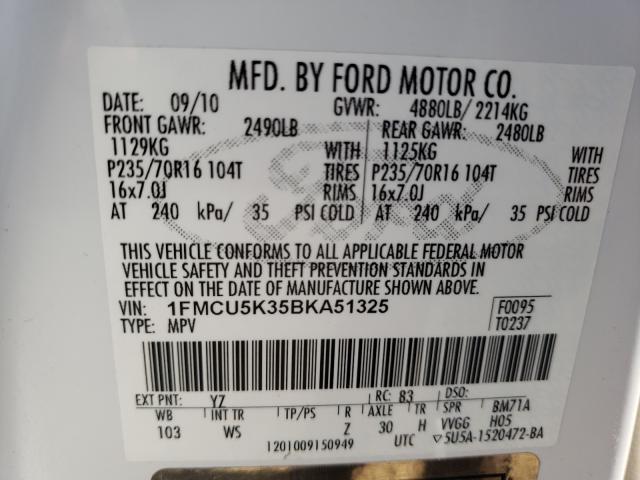 MFD. BY FORD MOTOR CO.
DATE: 09/10 GVWR: 4880LB/ 2214KG
FRONT GAWR: 2490LB REAR GAWR: 2480LB
1129KG WITH 1125KG WITH
P235/70R16 104T TIRES P235/70R16 104T TIRES
16x7.0J RIMS 16x7.0J RIMS
AT 240 kPa/ 35 PSI COLD AT 240 kPa/ 35 PSI COLD
Ford
THIS VEHICLE CONFORMS TO ALL APPLICABLE FEDERAL MOTOR
VEHICLE SAFETY AND THEFT PREVENTION STANDARDS IN
EFFECT ON THE DATE OF MANUFACTURE SHOWN ABOVE.
VIN: 1FMCU5K35BKA51325 F0095
TYPE: MPV T0237
EXT PNT: YZ RC: 83 DSO:
WB INT TR TP/PS R AXLE TR SPR BM71A
103 WS Z 30 H VVGG H05
1201009150949 UTC ▽5U5A-1520472-BA